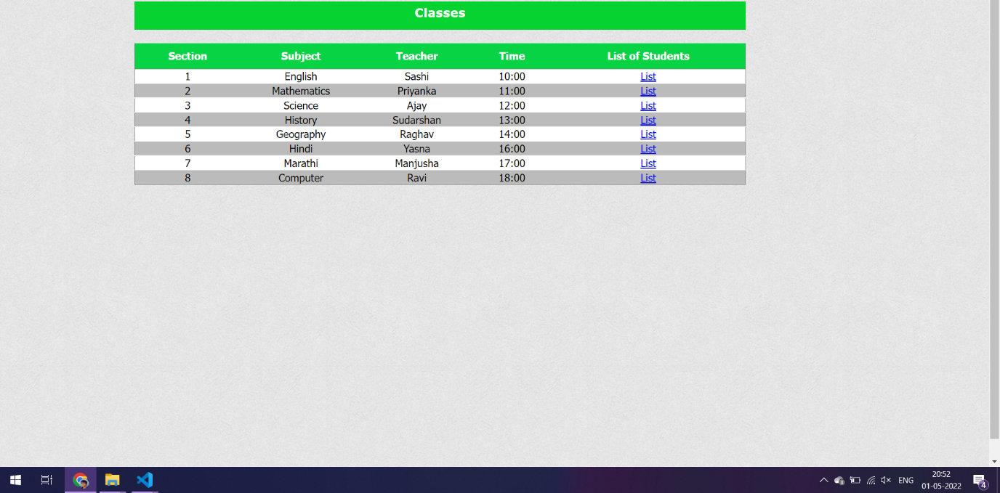 Classes
Section Subject Teacher Time List of Students
1 English Sashi 10:00 List
2 Mathematics Priyanka 11:00 List
3 Science Ajay 12:00 List
4 History Sudarshan 13:00 List
5 Geography Raghav 14:00 List
6 Hindi Yasna 16:00 List
7 Marathi Manjusha 17:00 List
8 Computer Ravi 18:00 List
ENG
20:52
01-05-2022
4